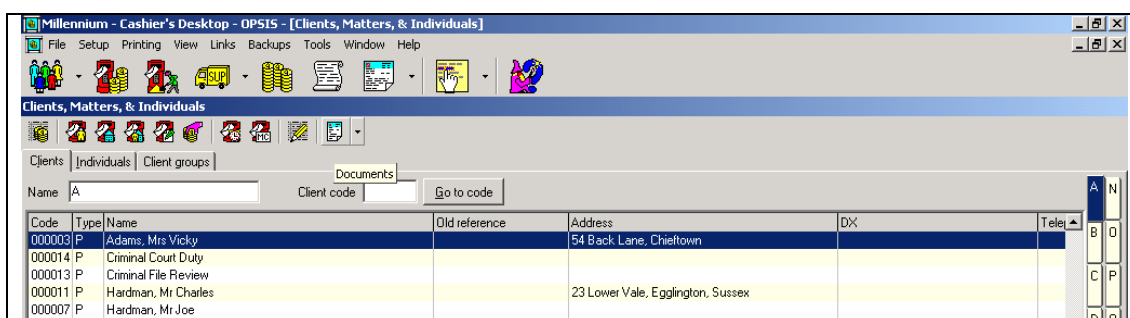 Millennium - Cashier's Desktop - OPSIS - [Clients, Matters, & Individuals]
File Setup Printing View Links Backups Tools Window Help
SUP
Clients, Matters, & Individuals
MC
Clients Individuals Client groups
Documents
Name A Client code Go to code
A N
Code Type Name Old reference Address DX Tele
000003 P Adams, Mrs Vicky 54 Back Lane, Chieftown
B O
000014 P Criminal Court Duty
000013 P Criminal File Review
C P
000011 P Hardman, Mr Charles 23 Lower Vale, Egglington, Sussex
000007 P Hardman, Mr Joe